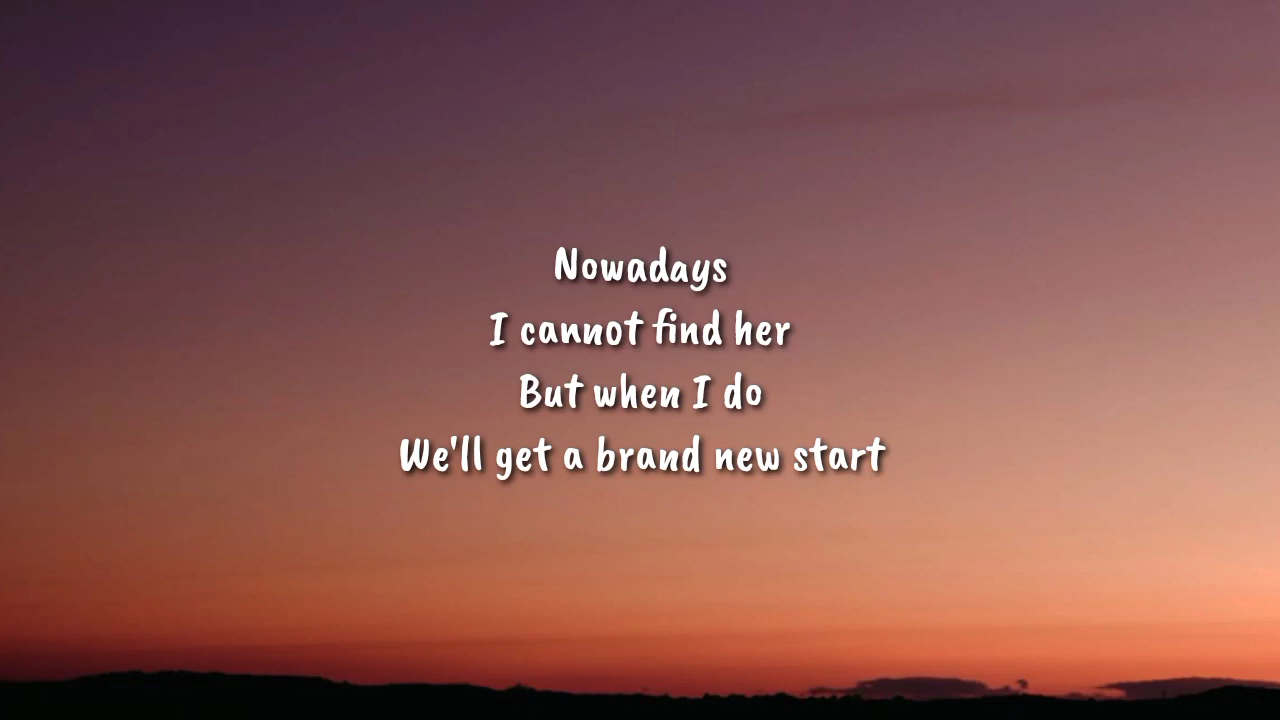 Nowadays
I cannot find her
But when I do
We'll get a brand new start